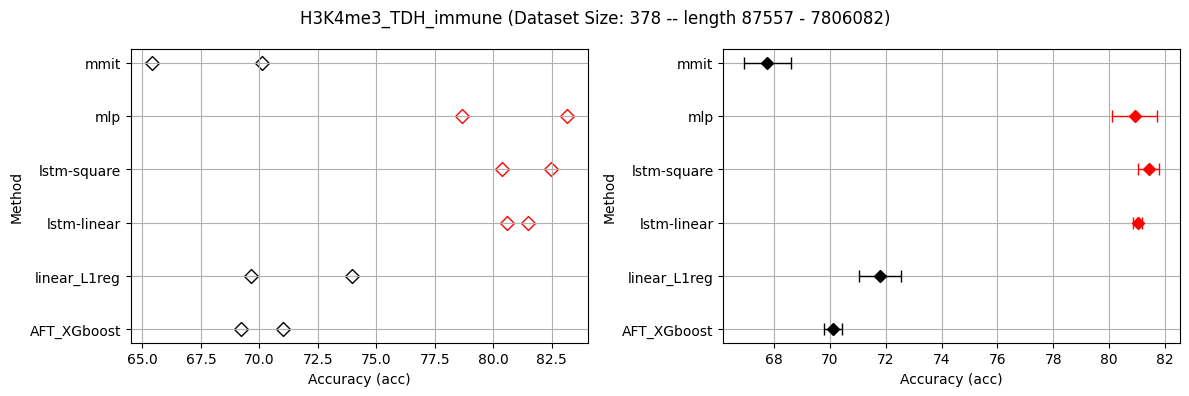 H3K4me3_TDH_immune (Dataset Size: 378 -- length 87557 - 7806082)
Method
mmit
mlp
lstm-square
lstm-linear
linear_L1reg
AFT_XGboost
65.0 67.5 70.0 72.5 75.0 77.5 80.0 82.5
Accuracy (acc)
Method
mmit
mlp
lstm-square
lstm-linear
linear_L1reg
AFT_XGboost
68 70 72 74 76 78 80 82
Accuracy (acc)